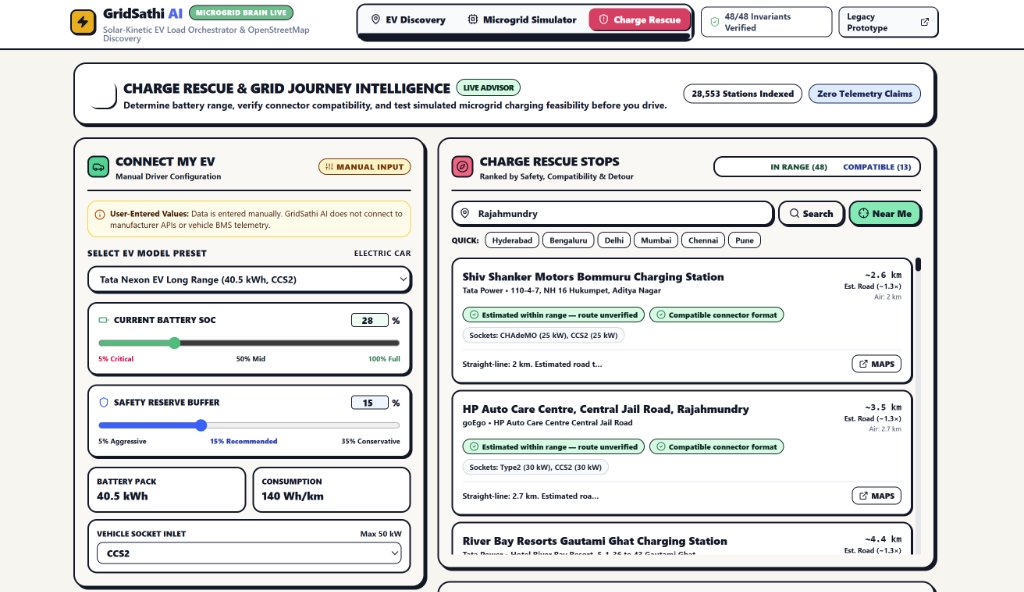 GridSathi AI
MICROGRID BRAIN LIVE
Solar-Kinetic EV Load Orchestrator & OpenStreetMap
Discovery
EV Discovery
Microgrid Simulator
Charge Rescue
48/48 Invariants
Verified
Legacy
Prototype
CHARGE RESCUE & GRID JOURNEY INTELLIGENCE
LIVE ADVISOR
Determine battery range, verify connector compatibility, and test simulated microgrid charging feasibility before you drive.
28,553 Stations Indexed
Zero Telemetry Claims
CONNECT MY EV
Manual Driver Configuration
MANUAL INPUT
User-Entered Values: Data is entered manually. GridSathi AI does not connect to
manufacturer APIs or vehicle BMS telemetry.
SELECT EV MODEL PRESET
ELECTRIC CAR
Tata Nexon EV Long Range (40.5 kWh, CCS2)
CURRENT BATTERY SOC
28 %
5% Critical
50% Mid
100% Full
SAFETY RESERVE BUFFER
15 %
5% Aggressive
15% Recommended
35% Conservative
BATTERY PACK
40.5 kWh
CONSUMPTION
140 Wh/km
VEHICLE SOCKET INLET
Max 50 kW
CCS2
CHARGE RESCUE STOPS
Ranked by Safety, Compatibility & Detour
IN RANGE (48)
COMPATIBLE (13)
Rajahmundry
Search
Near Me
QUICK:
Hyderabad
Bengaluru
Delhi
Mumbai
Chennai
Pune
Shiv Shanker Motors Bommuru Charging Station
~2.6 km
Tata Power • 110-4-7, NH 16 Hukumpet, Aditya Nagar
Est. Road (~1.3×)
Air: 2 km
Estimated within range — route unverified
Compatible connector format
Sockets: CHAdeMO (25 kW), CCS2 (25 kW)
Straight-line: 2 km. Estimated road t...
MAPS
HP Auto Care Centre, Central Jail Road, Rajahmundry
~3.5 km
goEgo • HP Auto Care Centre Central Jail Road
Est. Road (~1.3×)
Air: 2.7 km
Estimated within range — route unverified
Compatible connector format
Sockets: Type2 (30 kW), CCS2 (30 kW)
Straight-line: 2.7 km. Estimated roa...
MAPS
River Bay Resorts Gautami Ghat Charging Station
~4.4 km
Tata Power • Hotel River Bay Resort, 5-1-36 to 43 Gautami Ghat
Est. Road (~1.3×)